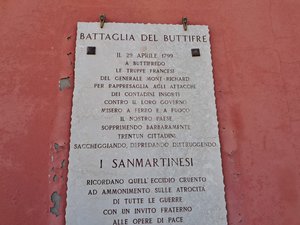 BATTAGLIA DEL BUTTIFRÈ
IL 29 APRILE 1799
A BUTTIFREDO
LE TRUPPE FRANCESI
DEL GENERALE MONT-RICHARD
PER RAPPRESAGLIA AGLI ATTACCHI
DEI CONTADINI INSORTI
CONTRO IL LORO GOVERNO
MISERO A FERRO E A FUOCO
IL NOSTRO PAESE
SOPPRIMENDO BARBARAMENTE
TRENTUN CITTADINI
SACCHEGGIANDO, DEPREDANDO DISTRUGGENDO
I SANMARTINESI
RICORDANO QUELL'ECCIDIO CRUENTO
AD AMMONIMENTO SULLE ATROCITÀ
DI TUTTE LE GUERRE
CON UN INVITO FRATERNO
ALLE OPERE DI PACE